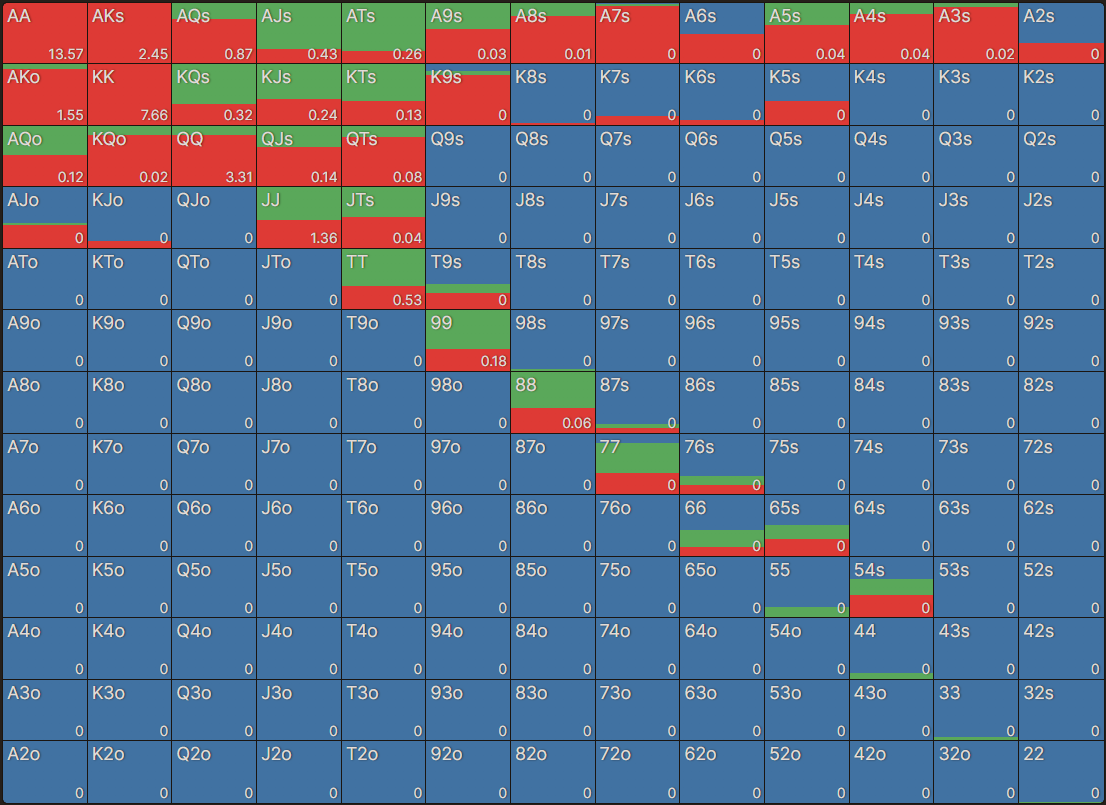 AA AKs AQs AJs ATs A9s A8s A7s A6s A5s A4s A3s A2s
13.57 2.45 0.87 0.43 0.26 0.03 0.01 0 0 0.04 0.04 0.02 0
AKo KK KQs KJs KTs K9s K8s K7s K6s K5s K4s K3s K2s
1.55 7.66 0.32 0.24 0.13 0 0 0 0 0 0 0 0
AQo KQo QQ QJs QTs Q9s Q8s Q7s Q6s Q5s Q4s Q3s Q2s
0.12 0.02 3.31 0.14 0.08 0 0 0 0 0 0 0 0
AJo KJo QJo JJ JTs J9s J8s J7s J6s J5s J4s J3s J2s
0 0 0 1.36 0.04 0 0 0 0 0 0 0 0
ATo KTo QTo JTo TT T9s T8s T7s T6s T5s T4s T3s T2s
0 0 0 0 0.53 0 0 0 0 0 0 0 0
A9o K9o Q9o J9o T9o 99 98s 97s 96s 95s 94s 93s 92s
0 0 0 0 0 0.18 0 0 0 0 0 0 0
A8o K8o Q8o J8o T8o 98o 88 87s 86s 85s 84s 83s 82s
0 0 0 0 0 0 0.06 0 0 0 0 0 0
A7o K7o Q7o J7o T7o 97o 87o 77 76s 75s 74s 73s 72s
0 0 0 0 0 0 0 0 0 0 0 0 0
A6o K6o Q6o J6o T6o 96o 86o 76o 66 65s 64s 63s 62s
0 0 0 0 0 0 0 0 0 0 0 0 0
A5o K5o Q5o J5o T5o 95o 85o 75o 65o 55 54s 53s 52s
0 0 0 0 0 0 0 0 0 0 0 0 0
A4o K4o Q4o J4o T4o 94o 84o 74o 64o 54o 44 43s 42s
0 0 0 0 0 0 0 0 0 0 0 0 0
A3o K3o Q3o J3o T3o 93o 83o 73o 63o 53o 43o 33 32s
0 0 0 0 0 0 0 0 0 0 0 0 0
A2o K2o Q2o J2o T2o 92o 82o 72o 62o 52o 42o 32o 22
0 0 0 0 0 0 0 0 0 0 0 0 0